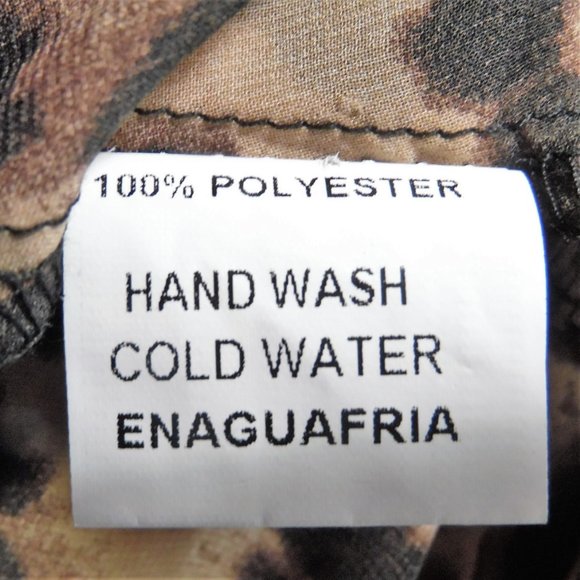 100% POLYESTER
HAND WASH
COLD WATER
ENAGUAFRIA